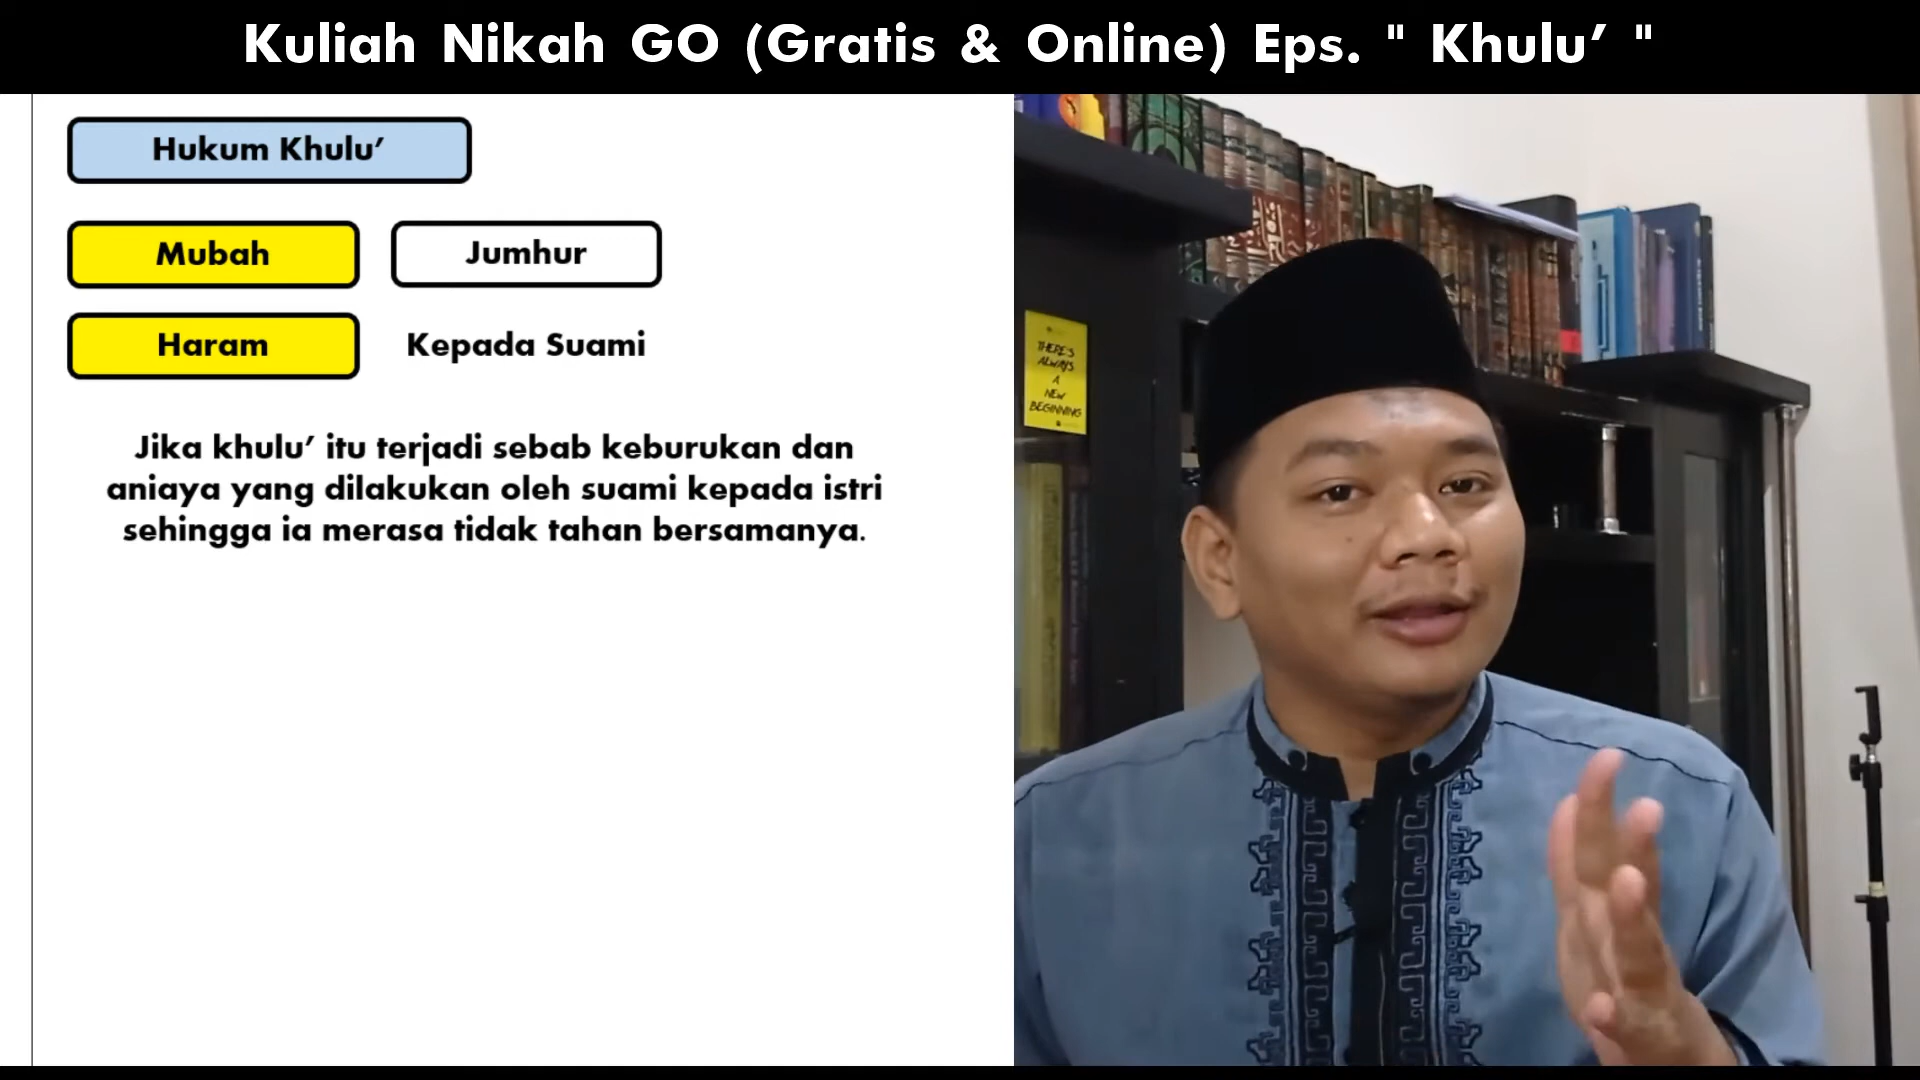 Kuliah Nikah GO (Gratis & Online) Eps. " Khulu’ "
Hukum Khulu’
Mubah
Jumhur
Haram
Kepada Suami
Jika khulu’ itu terjadi sebab keburukan dan
aniaya yang dilakukan oleh suami kepada istri
sehingga ia merasa tidak tahan bersamanya.
THERE'S
ALWAYS
A
NEW
BEGINNING